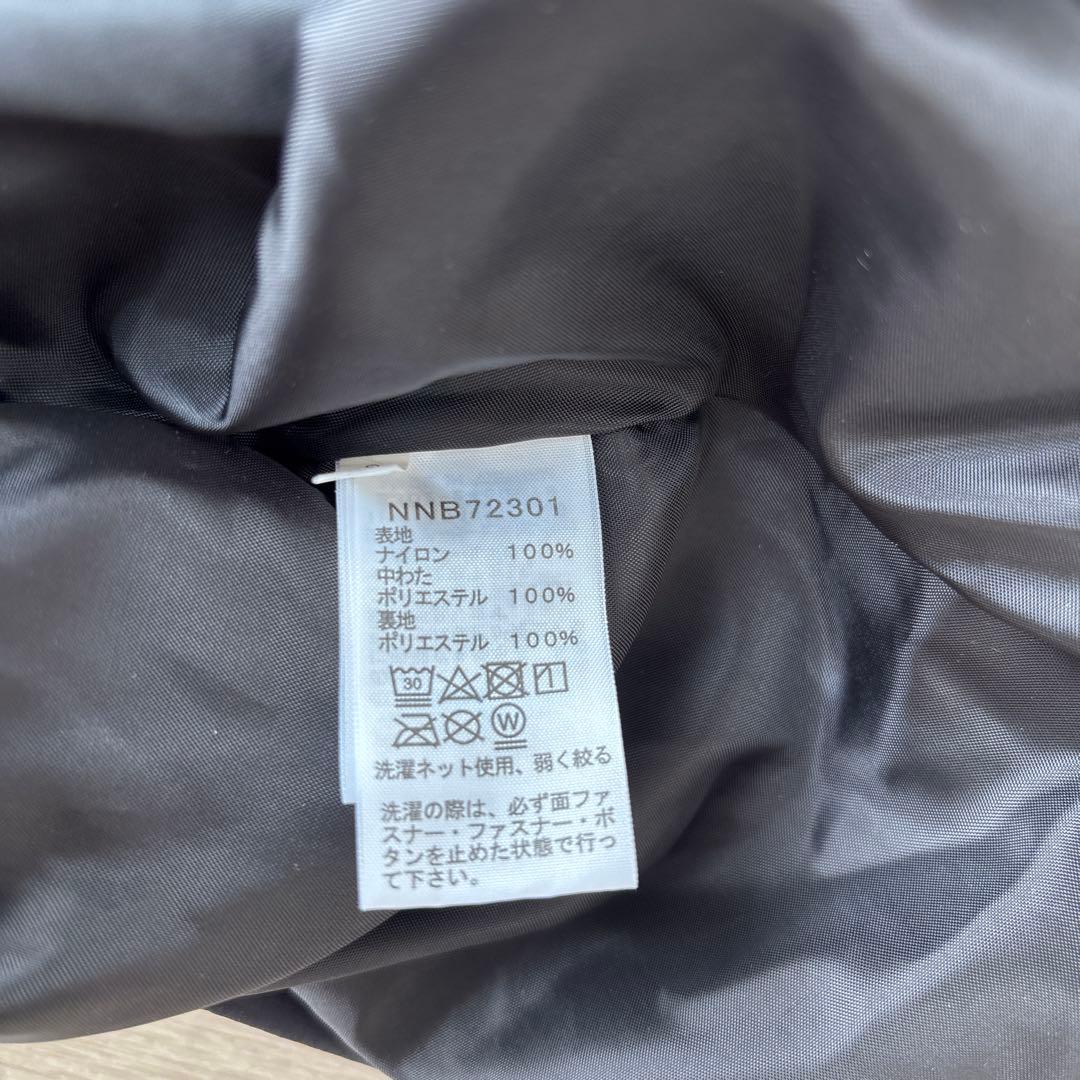 NNB72301
表地
ナイロン 100%
中わた
ポリエステル 100%
裏地
ポリエステル 100%
30
W
洗濯ネット使用、弱く絞る
洗濯の際は、必ず面ファ
スナー・ファスナー・ボ
タンを止めた状態で行っ
て下さい。